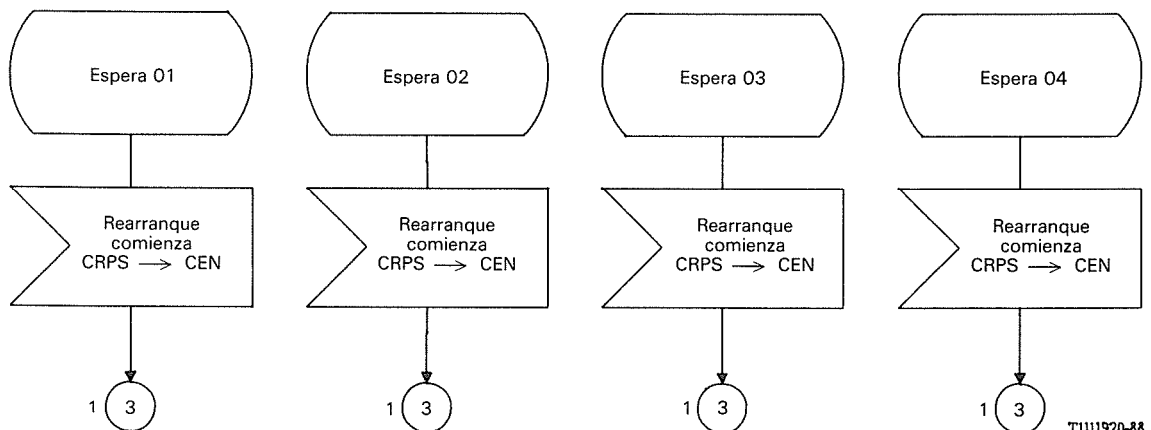 Espera 01
Espera 02
Espera 03
Espera 04
Rearranque
comienza
CRPS → CEN
Rearranque
comienza
CRPS → CEN
Rearranque
comienza
CRPS → CEN
Rearranque
comienza
CRPS → CEN
1 3
1 3
1 3
1 3
T1111920-88